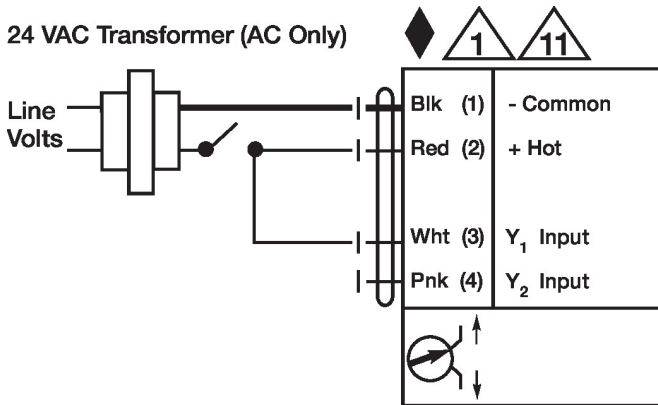 24 VAC Transformer (AC Only)
1
11
Line
Volts
Blk (1) - Common
Red (2) + Hot
Wht (3) Y1 Input
Pnk (4) Y2 Input